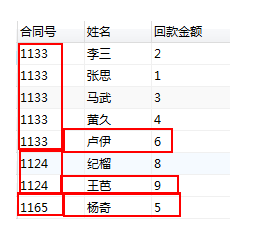 合同号 姓名 回款金额
1133 李三 2
1133 张思 1
1133 马武 3
1133 黄久 4
1133 卢伊 6
1124 纪榴 8
1124 王芭 9
1165 杨奇 5